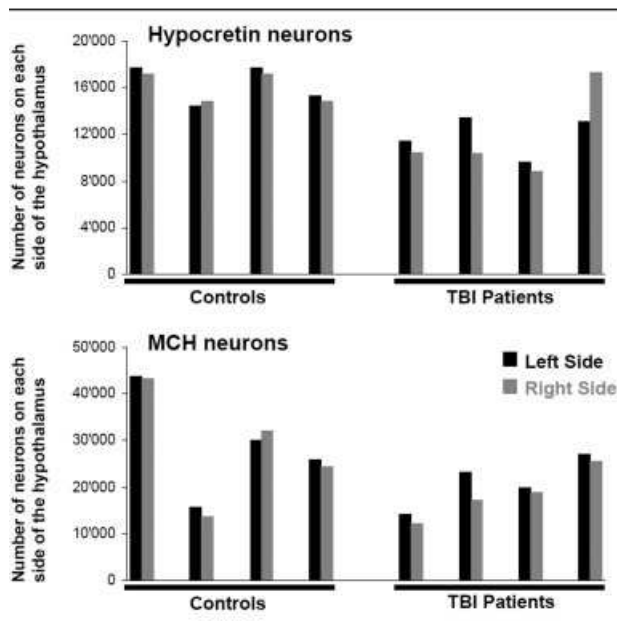 Hypocretin neurons
Number of neurons on each
side of the hypothalamus
20'000
16'000
12'000
8'000
4'000
0
Controls
TBI Patients
MCH neurons
Number of neurons on each
side of the hypothalamus
50'000
40'000
30'000
20'000
10'000
0
Left Side
Right Side
Controls
TBI Patients